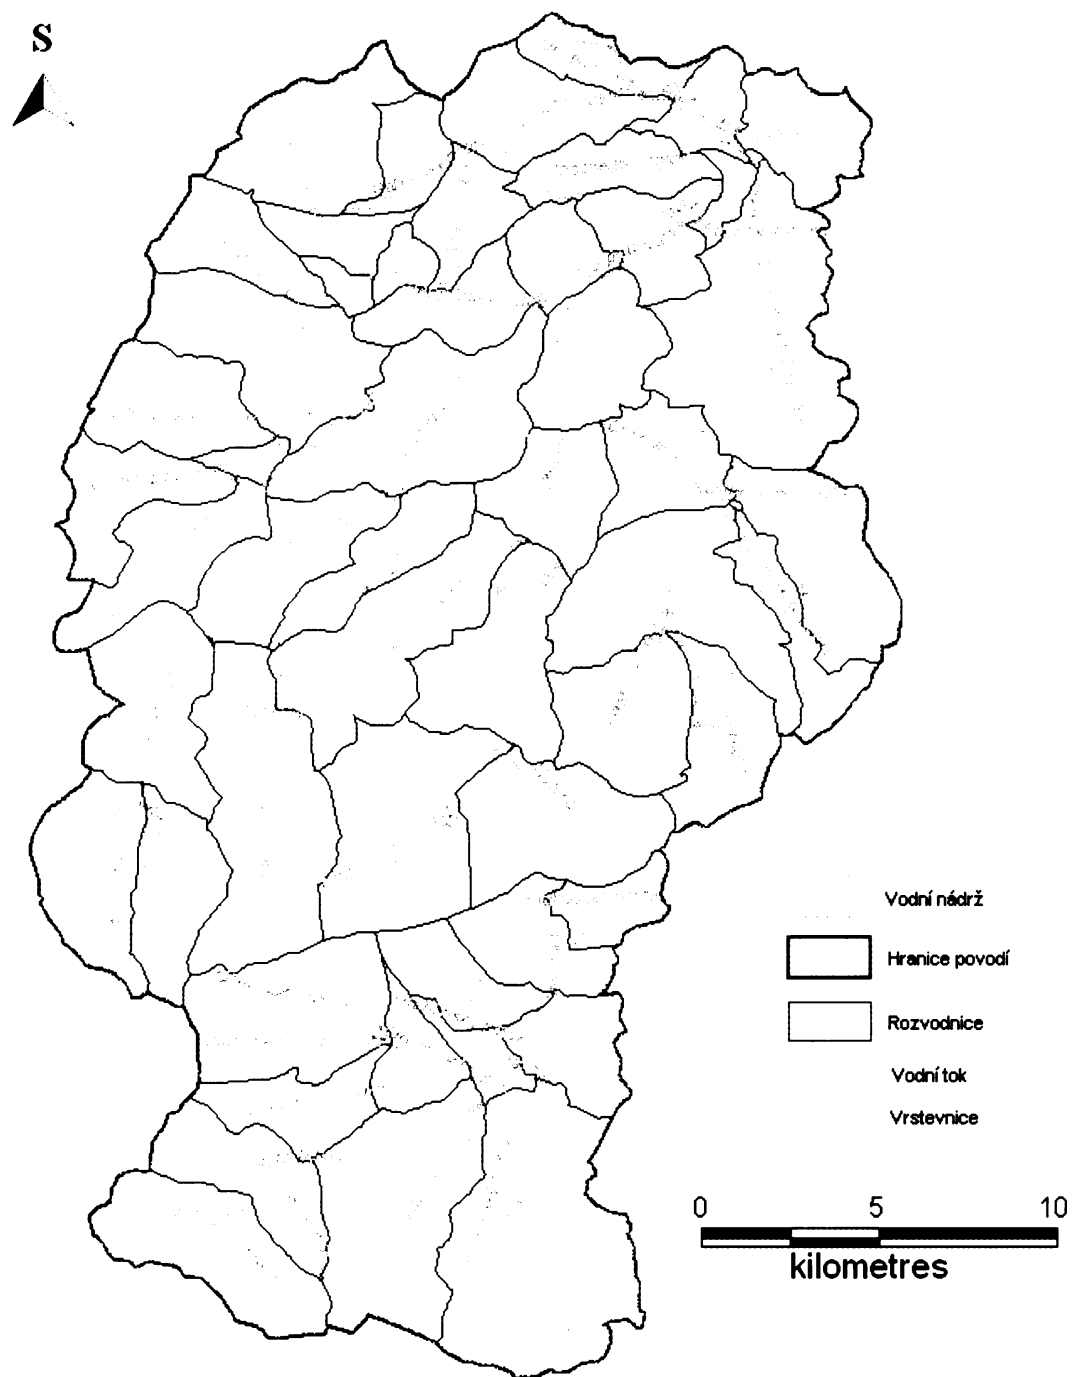 S
Vodní nádrž
Hranice povodí
Rozvodnice
Vodní tok
Vrstevnice
0 5 10
kilometres